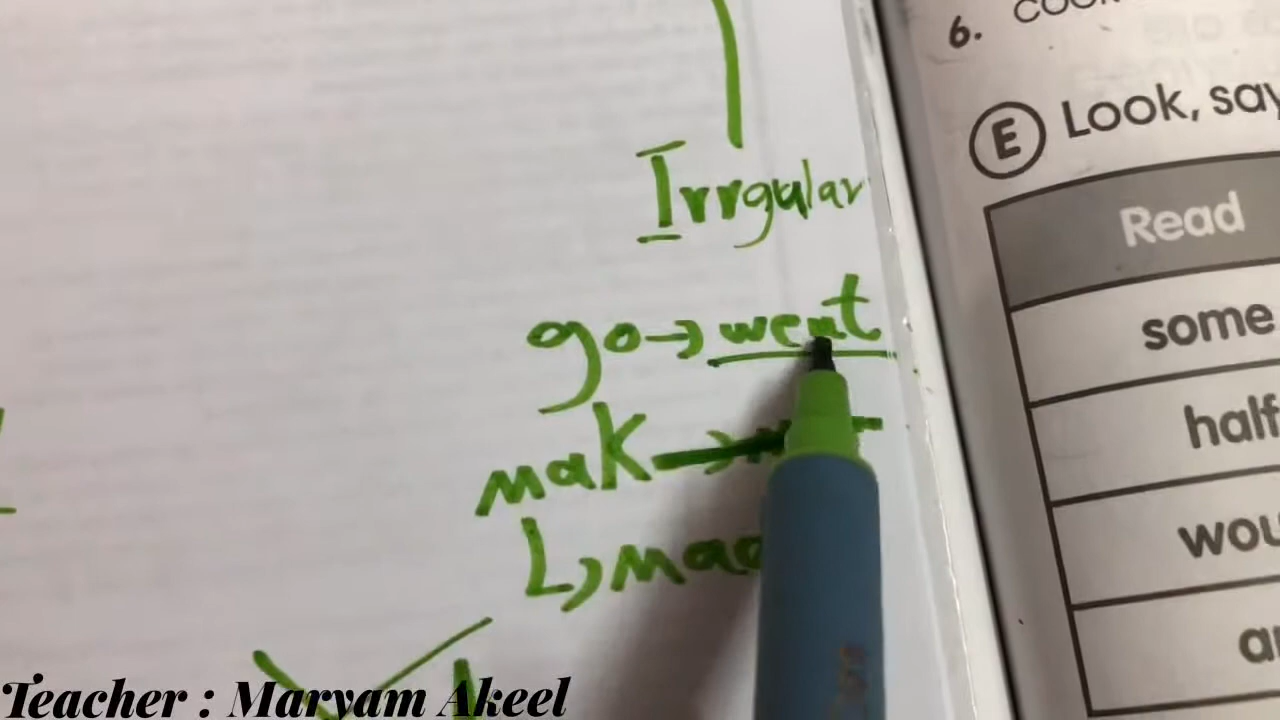 Irrgular
go→went
mak
6.
E Look, say
Read
some
half
Teacher : Maryam Akeel